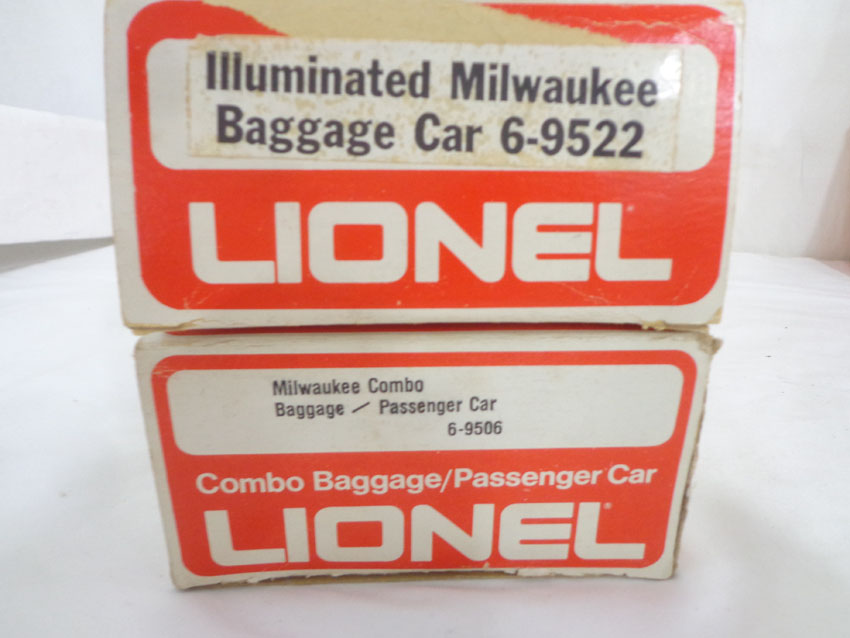 Illuminated Milwaukee
Baggage Car 6-9522
LIONEL
Milwaukee Combo
Baggage / Passenger Car
6-9506
Combo Baggage/Passenger Car
LIONEL